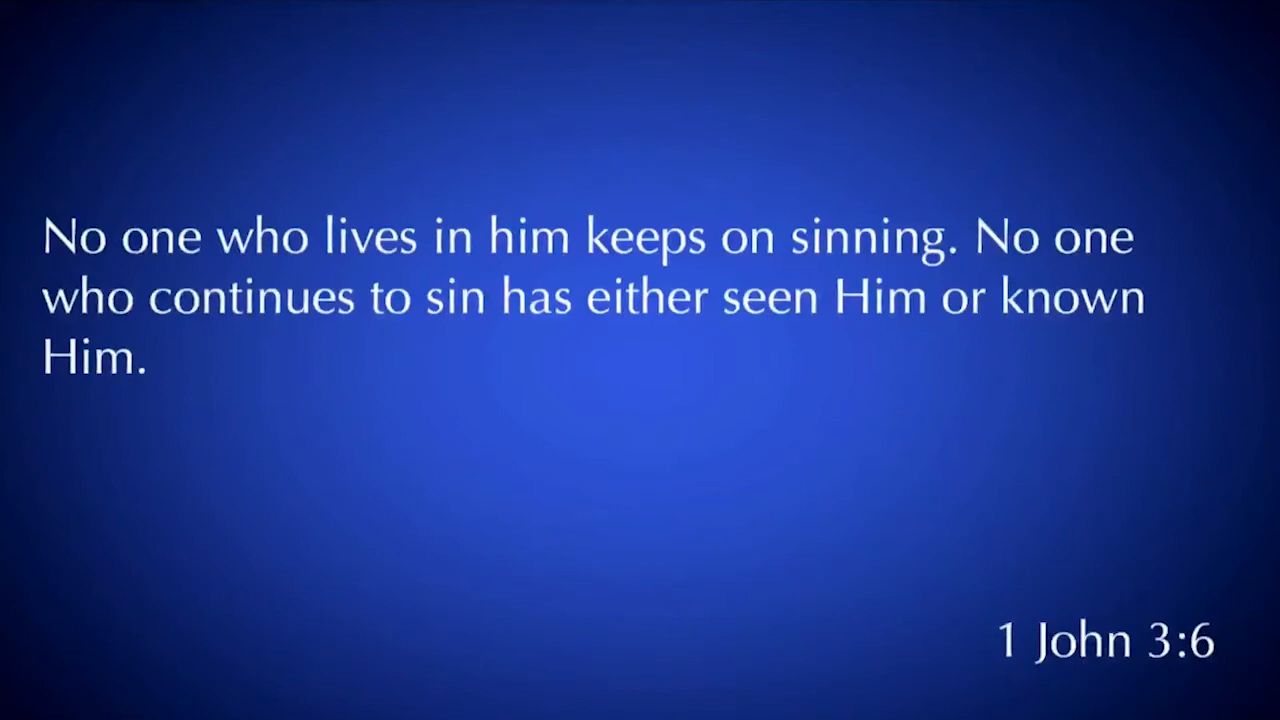 No one who lives in him keeps on sinning. No one
who continues to sin has either seen Him or known
Him.
1 John 3:6